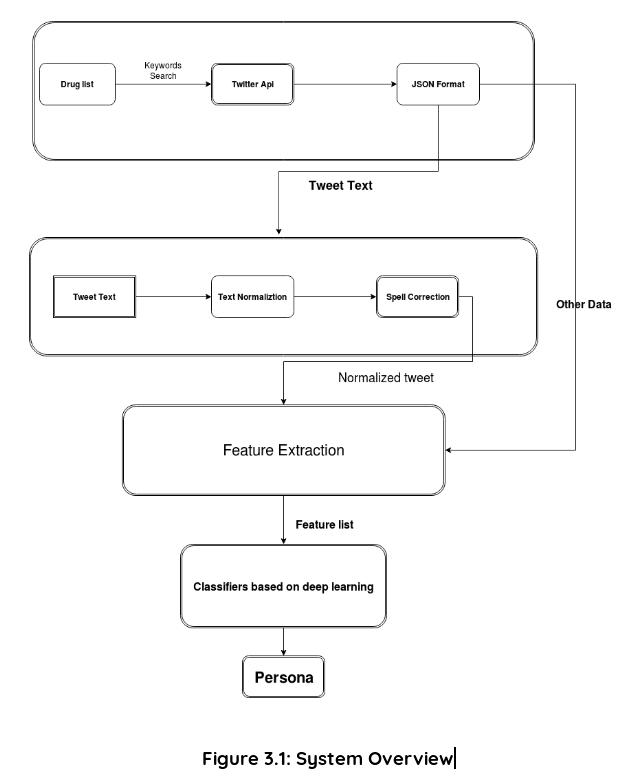 Keywords
Search
Drug list
Twitter Api
JSON Format
Tweet Text
Tweet Text
Text Normaliztion
Spell Correction
Other Data
Normalized tweet
Feature Extraction
Feature list
Classifiers based on deep learning
Persona
Figure 3.1: System Overview